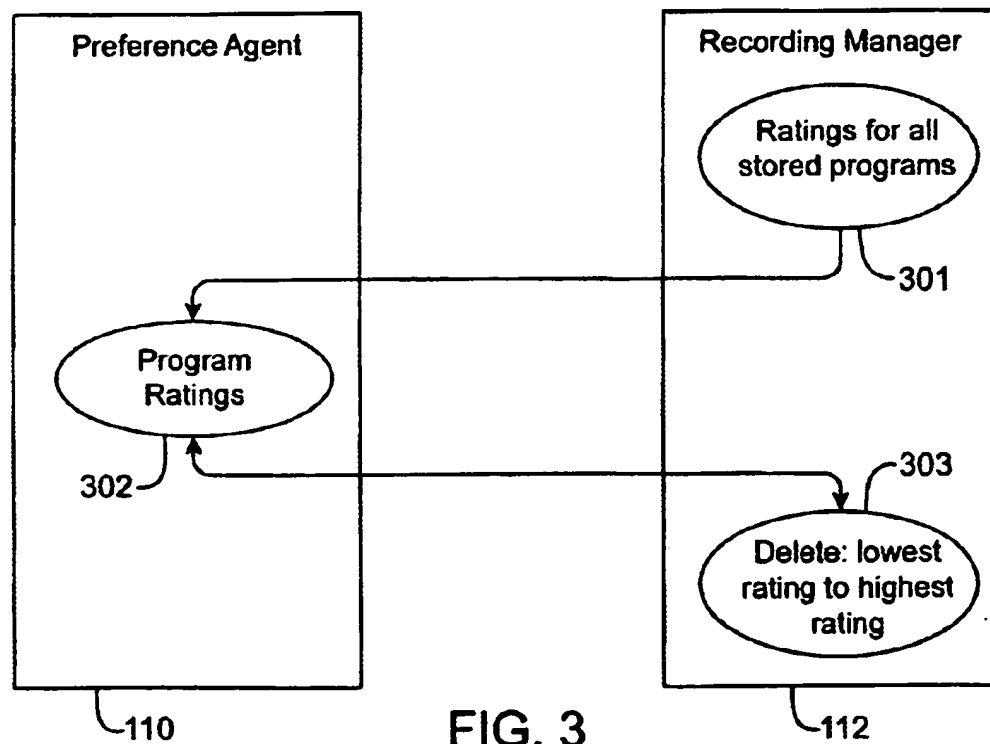 Preference Agent
Recording Manager
Ratings for all
stored programs
301
Program
Ratings
302
303
Delete: lowest
rating to highest
rating
110
FIG. 3
112